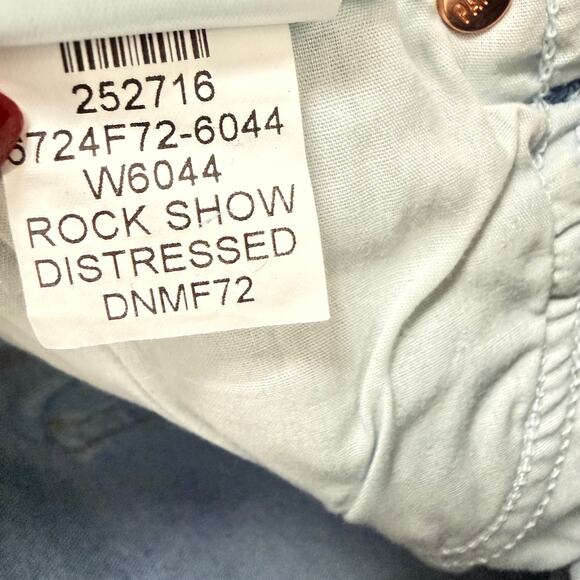 252716
6724F72-6044
W6044
ROCK SHOW
DISTRESSED
DNMF72